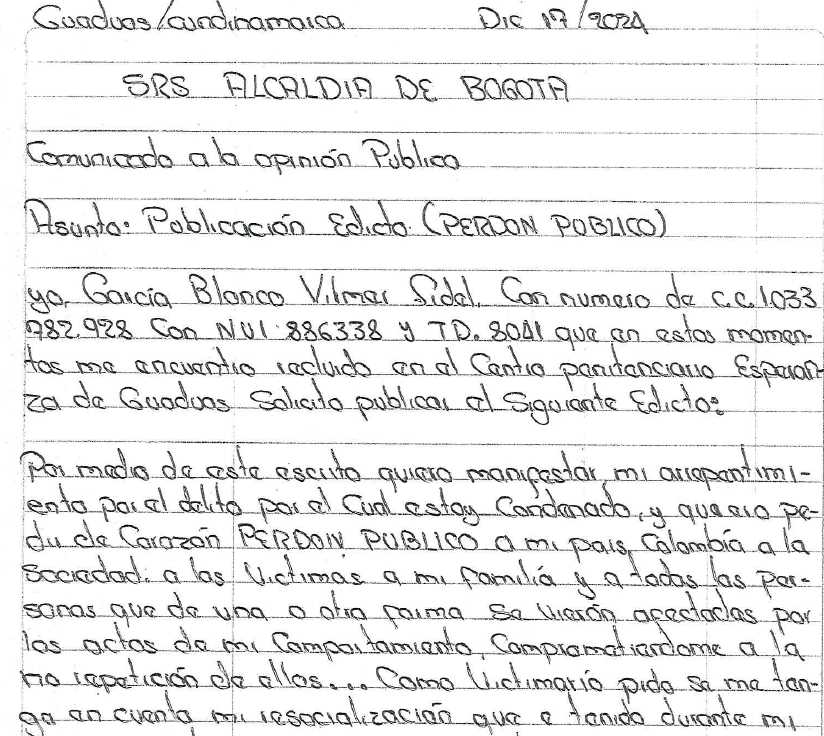 Guaduas/cundinamarca Dic 17/2024
SRS ALCALDIA DE BOGOTA
Comunicado a la opinión Publica
Asunto: Publicación Edicto. (PERDON PUBLICO)
yo, García Blanco Vilmar Sidal. Con numero de c.c.1033
982.928 Con NUI 886338 y TD. 8041 que en estos momen-
tos me encuentro recluido en el Centro penitenciario Esperan-
za de Guaduas Solicito publicar el Siguiente Edicto:
Por medio de este escrito quiero manifestar, mi arrepentimi-
ento por el delito por el Cual estoy Condenado, y quiero pe-
dir de Corazón PERDON PUBLICO a mi pais, Colombia a la
Sociedad. a las Victimas a mi familia y a todas las per-
sonas que de una o otra forma Se vieron afectadas por
los actos de mi Comportamiento, Comprometiendome a la
no repetición de ellos... Como Victimario pido se me ten-
ga en cuenta mi resocialización que e tenido durante mi